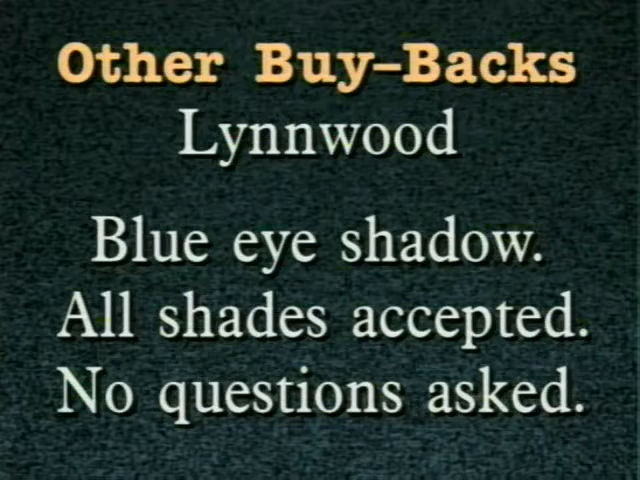 Other Buy–Backs
Lynnwood
Blue eye shadow.
All shades accepted.
No questions asked.